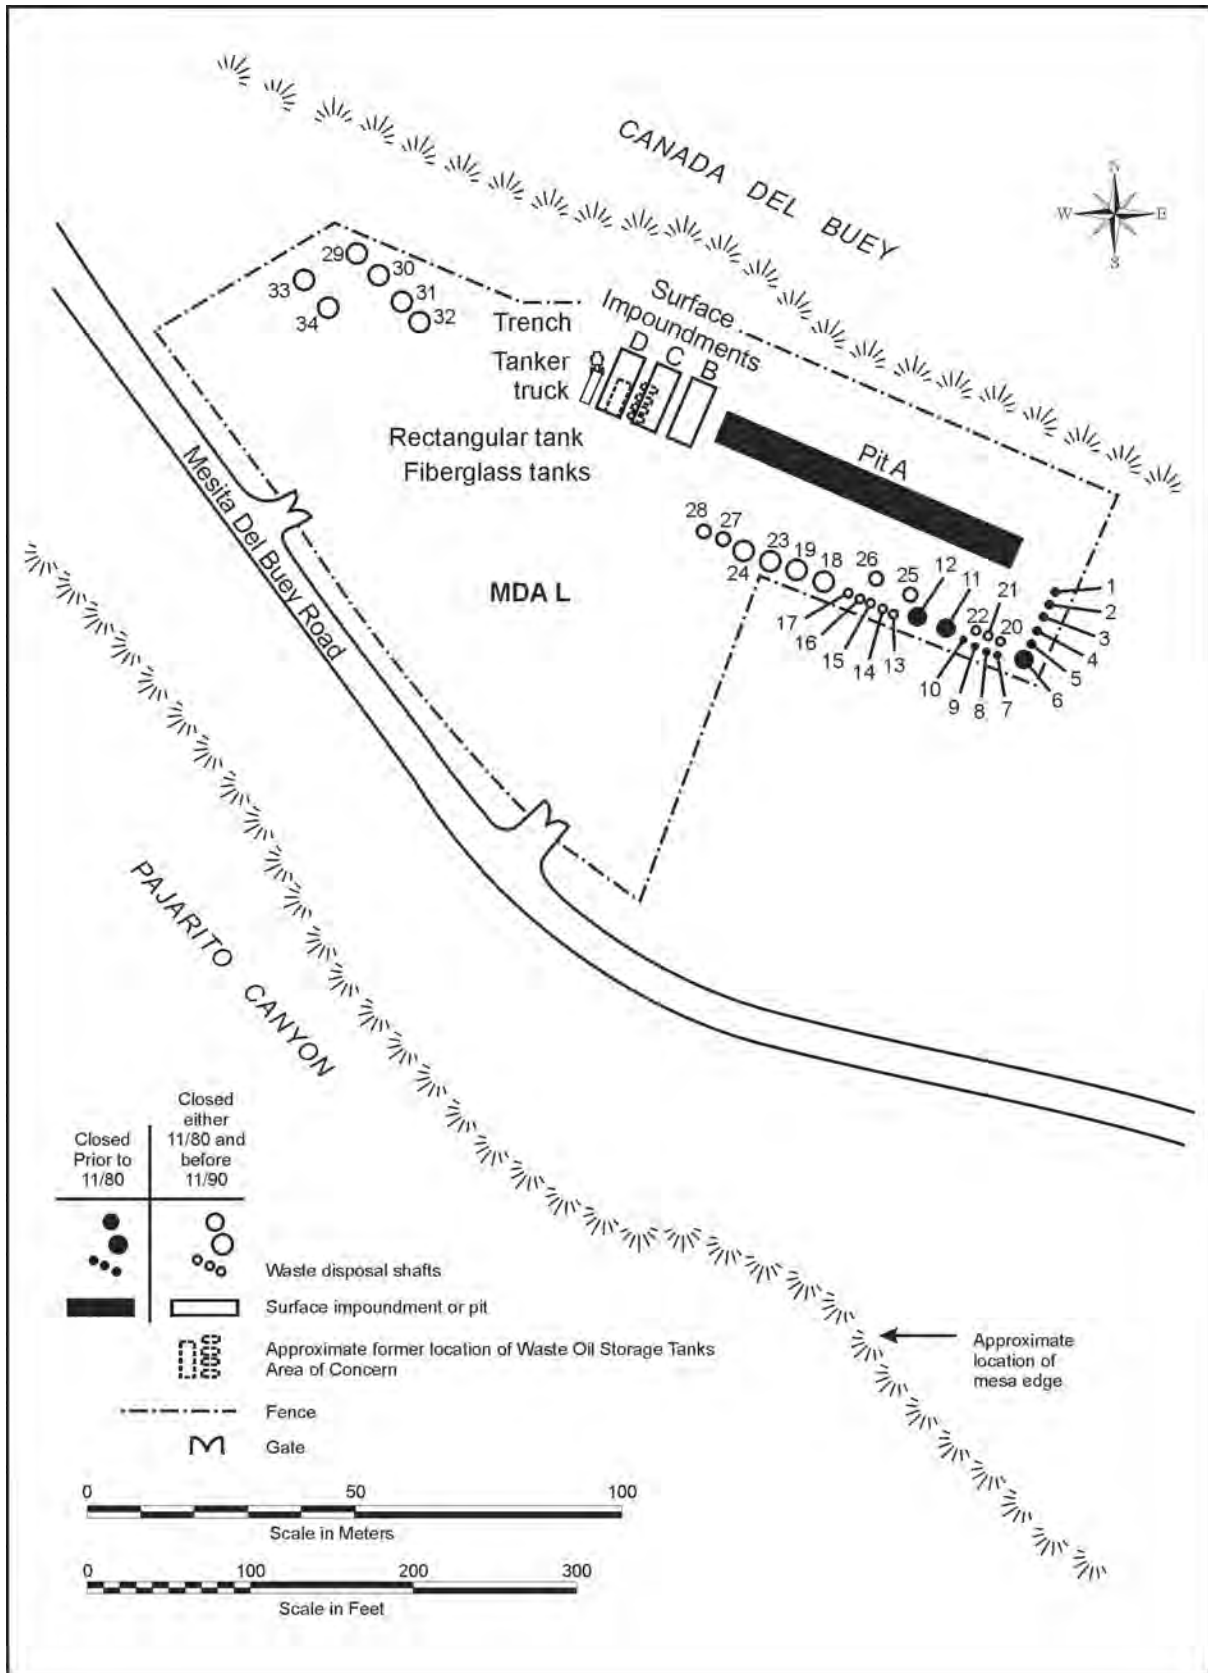 CANADA DEL BUEY
N
W E
S
Surface
Impoundments
Trench
D C B
Tanker
truck
Rectangular tank
Fiberglass tanks
Pit A
29
30
33
31
34
32
Mesita Del Buey Road
MDA L
28
27
24
23
19
18
26
25
12
11
21
22
20
17
16
15
14
13
10
9
8
7
1
2
3
4
5
6
PAJARITO CANYON
Closed
Prior to
11/80
Closed
either
11/80 and
before
11/90
Waste disposal shafts
Surface impoundment or pit
Approximate former location of Waste Oil Storage Tanks
Area of Concern
Fence
Gate
Approximate
location of
mesa edge
0 50 100
Scale in Meters
0 100 200 300
Scale in Feet